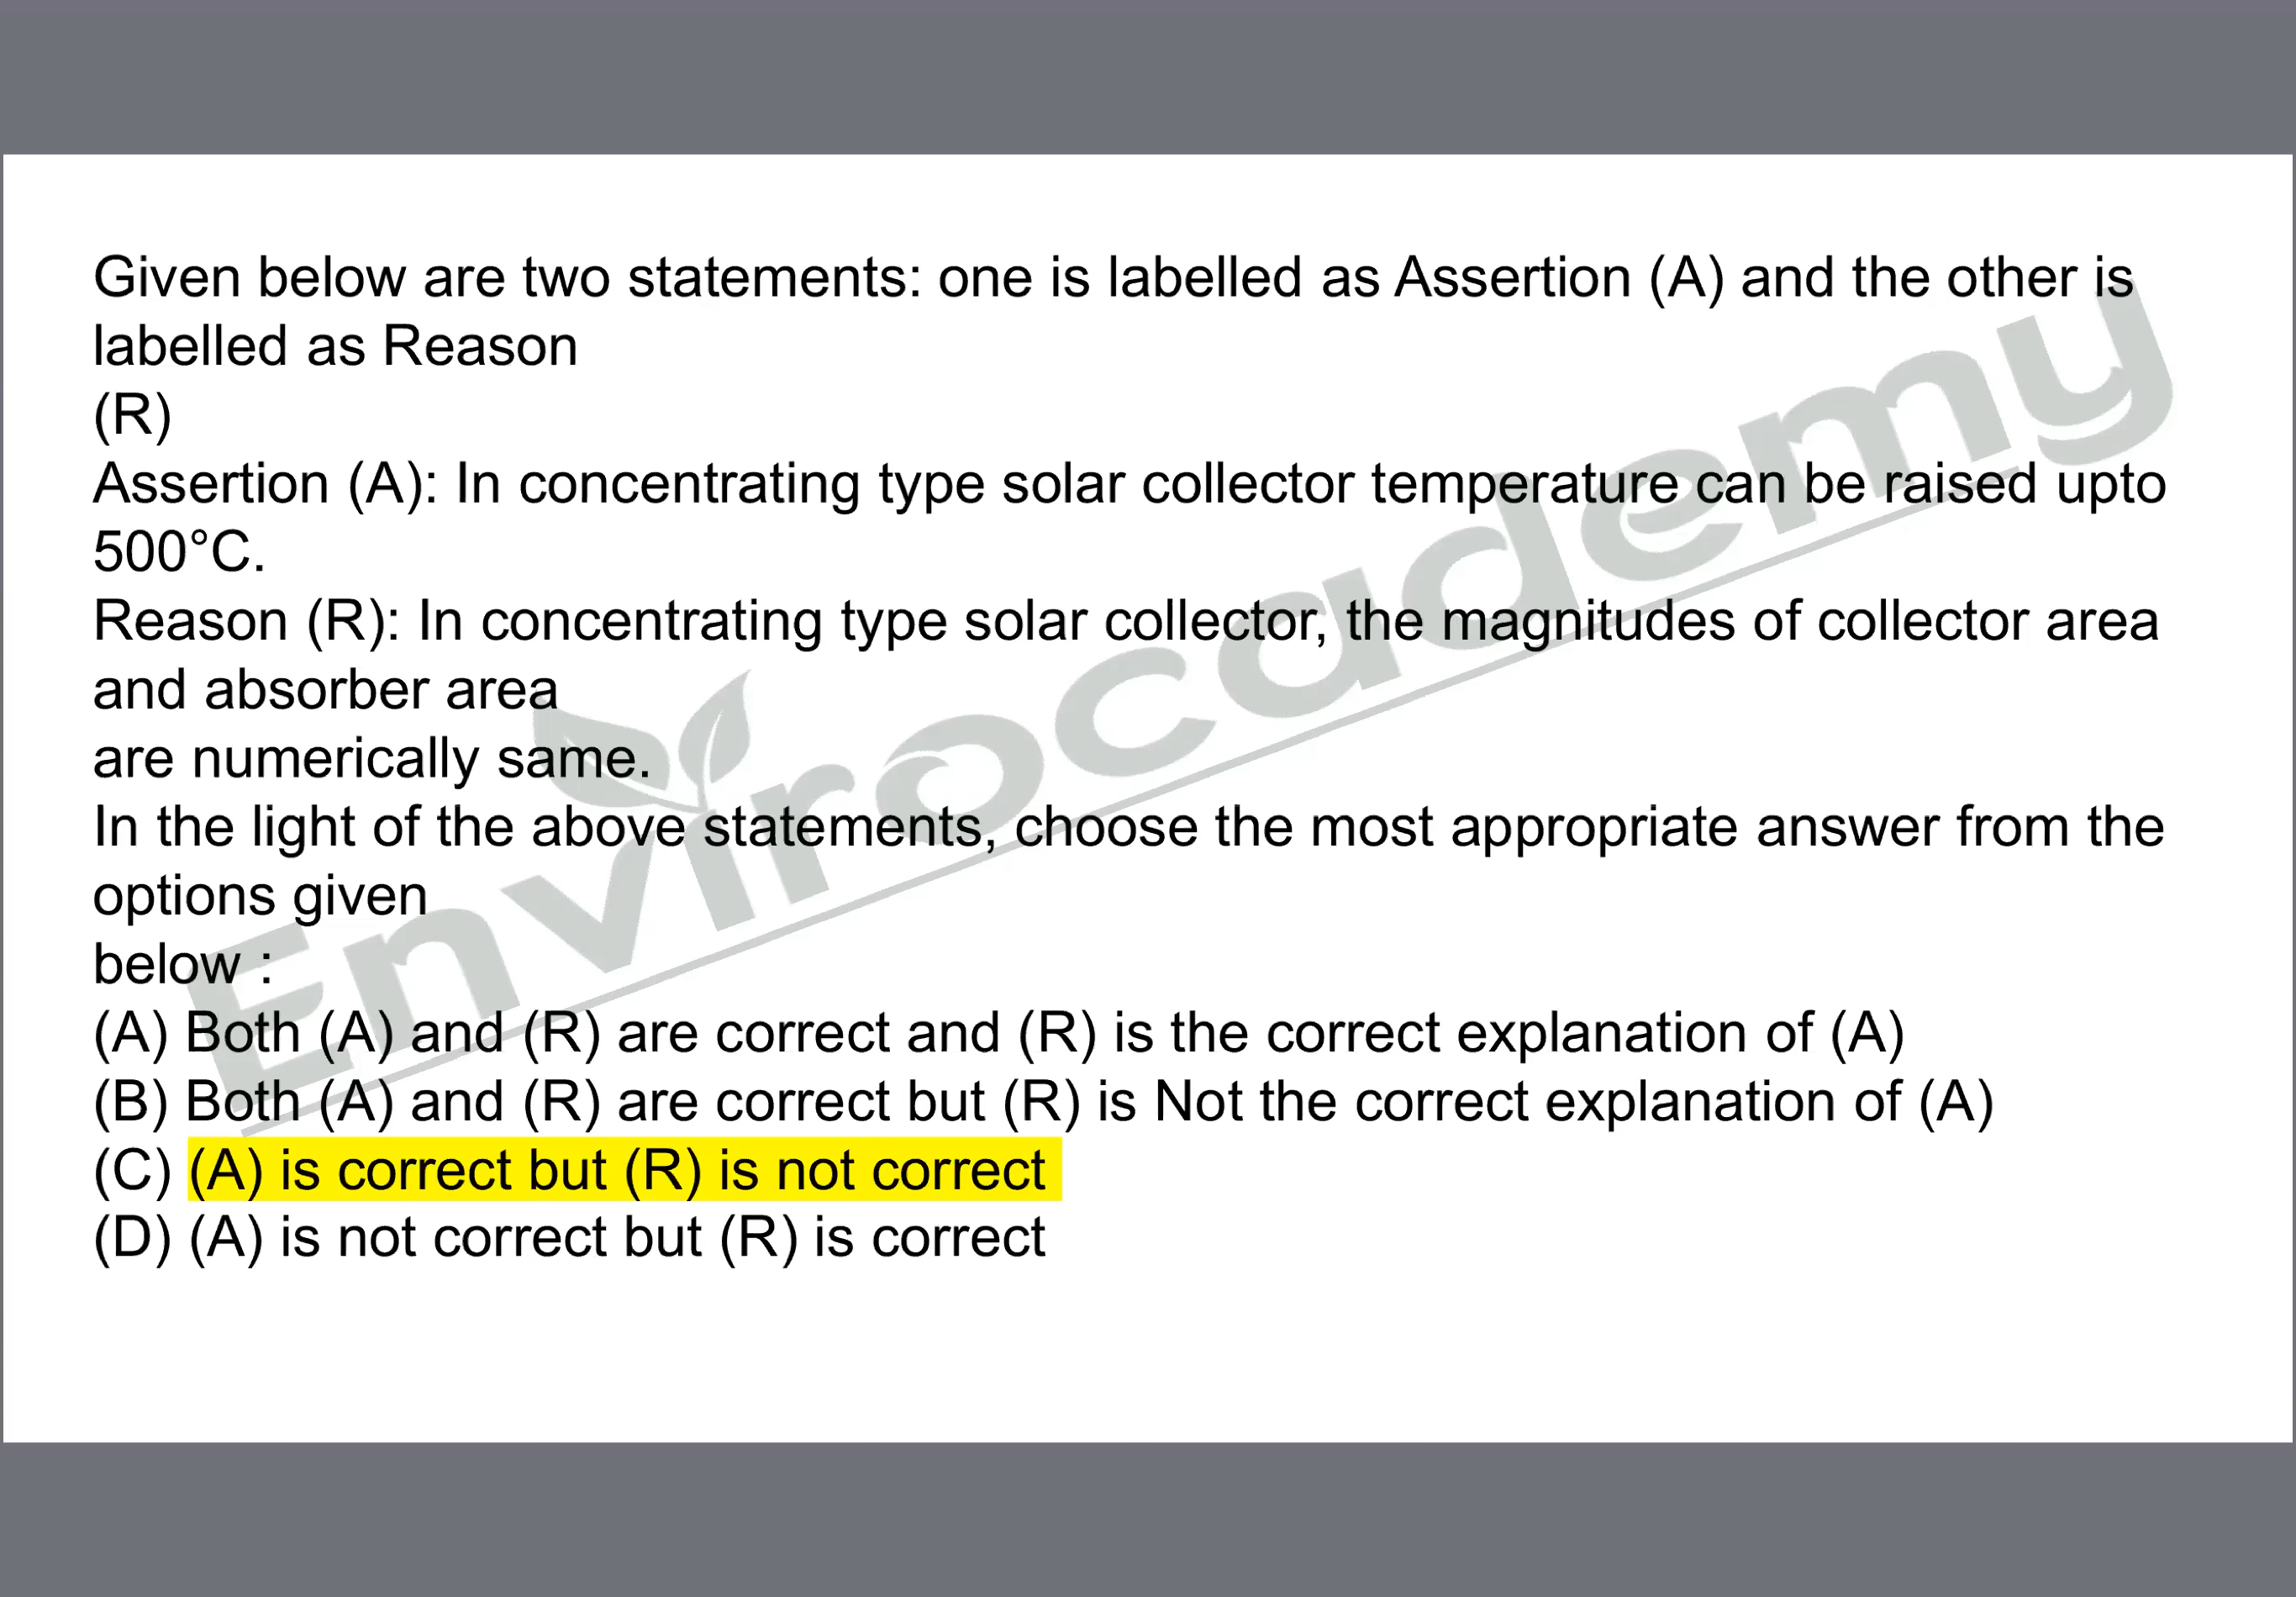 Given below are two statements: one is labelled as Assertion (A) and the other is
labelled as Reason
(R)
Assertion (A): In concentrating type solar collector temperature can be raised upto
500°C.
Reason (R): In concentrating type solar collector, the magnitudes of collector area
and absorber area
are numerically same.
In the light of the above statements, choose the most appropriate answer from the
options given
below :
(A) Both (A) and (R) are correct and (R) is the correct explanation of (A)
(B) Both (A) and (R) are correct but (R) is Not the correct explanation of (A)
(C) (A) is correct but (R) is not correct
(D) (A) is not correct but (R) is correct
Envirocademy